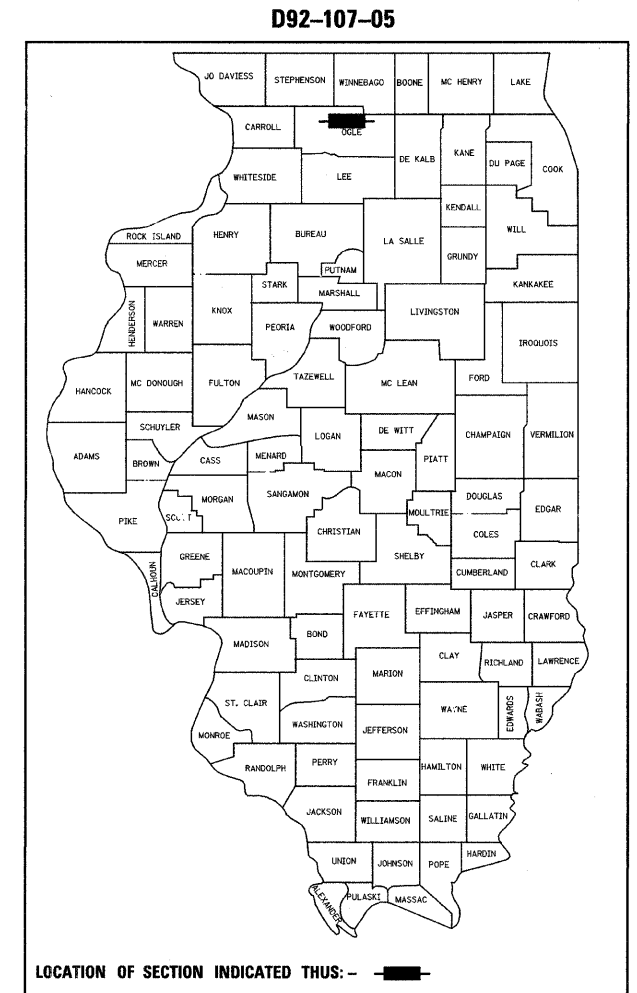 D92-107-05
JO DAVIESS STEPHENSON WINNEBAGO BOONE MC HENRY LAKE
CARROLL OGLE
DE KALB KANE DU PAGE COOK
WHITESIDE LEE
KENDALL
ROCK ISLAND HENRY BUREAU LA SALLE WILL
MERCER PUTNAM GRUNDY
STARK MARSHALL KANKAKEE
HENDERSON WARREN KNOX PEORIA WOODFORD LIVINGSTON
IROQUOIS
HANCOCK MC DONOUGH FULTON TAZEWELL MC LEAN FORD
MASON
SCHUYLER LOGAN DE WITT CHAMPAIGN VERMILION
ADAMS BROWN CASS MENARD PIATT
MACON
MORGAN SANGAMON DOUGLAS
PIKE CHRISTIAN MOULTRIE EDGAR
COLES
GREENE MACOUPIN MONTGOMERY SHELBY
CALHOUN CUMBERLAND CLARK
JERSEY FAYETTE EFFINGHAM JASPER CRAWFORD
MADISON BOND
CLAY RICHLAND LAWRENCE
CLINTON MARION
ST. CLAIR WAYNE EDWARDS WABASH
WASHINGTON JEFFERSON
MONROE
RANDOLPH PERRY HAMILTON WHITE
FRANKLIN
JACKSON WILLIAMSON SALINE GALLATIN
UNION JOHNSON POPE HARDIN
ALEXANDER PULASKI MASSAC
LOCATION OF SECTION INDICATED THUS: -